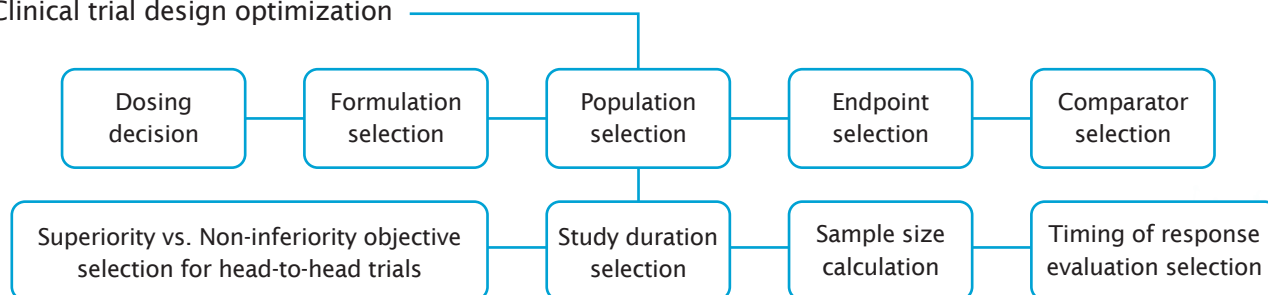 Clinical trial design optimization
Dosing
decision
Formulation
selection
Population
selection
Endpoint
selection
Comparator
selection
Superiority vs. Non-inferiority objective
selection for head-to-head trials
Study duration
selection
Sample size
calculation
Timing of response
evaluation selection